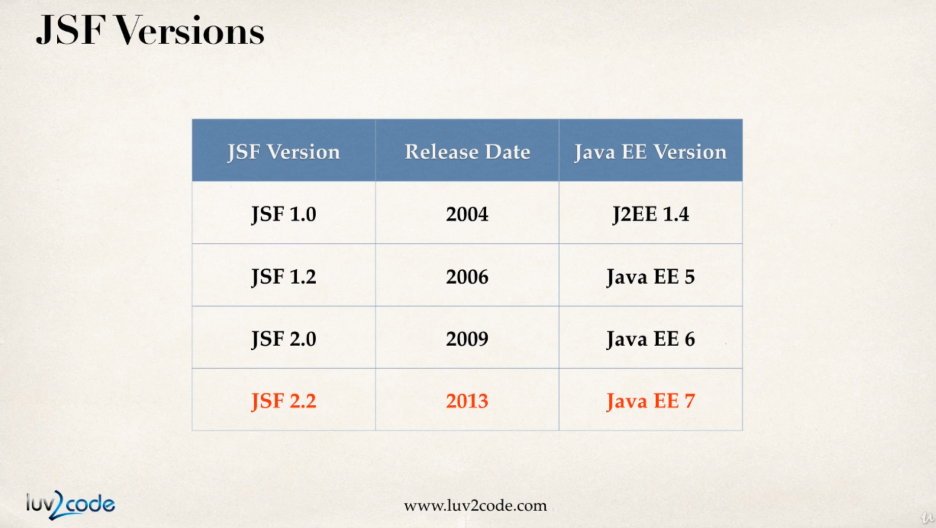 JSF Versions
JSF Version Release Date Java EE Version
JSF 1.0 2004 J2EE 1.4
JSF 1.2 2006 Java EE 5
JSF 2.0 2009 Java EE 6
JSF 2.2 2013 Java EE 7
luv2code www.luv2code.com